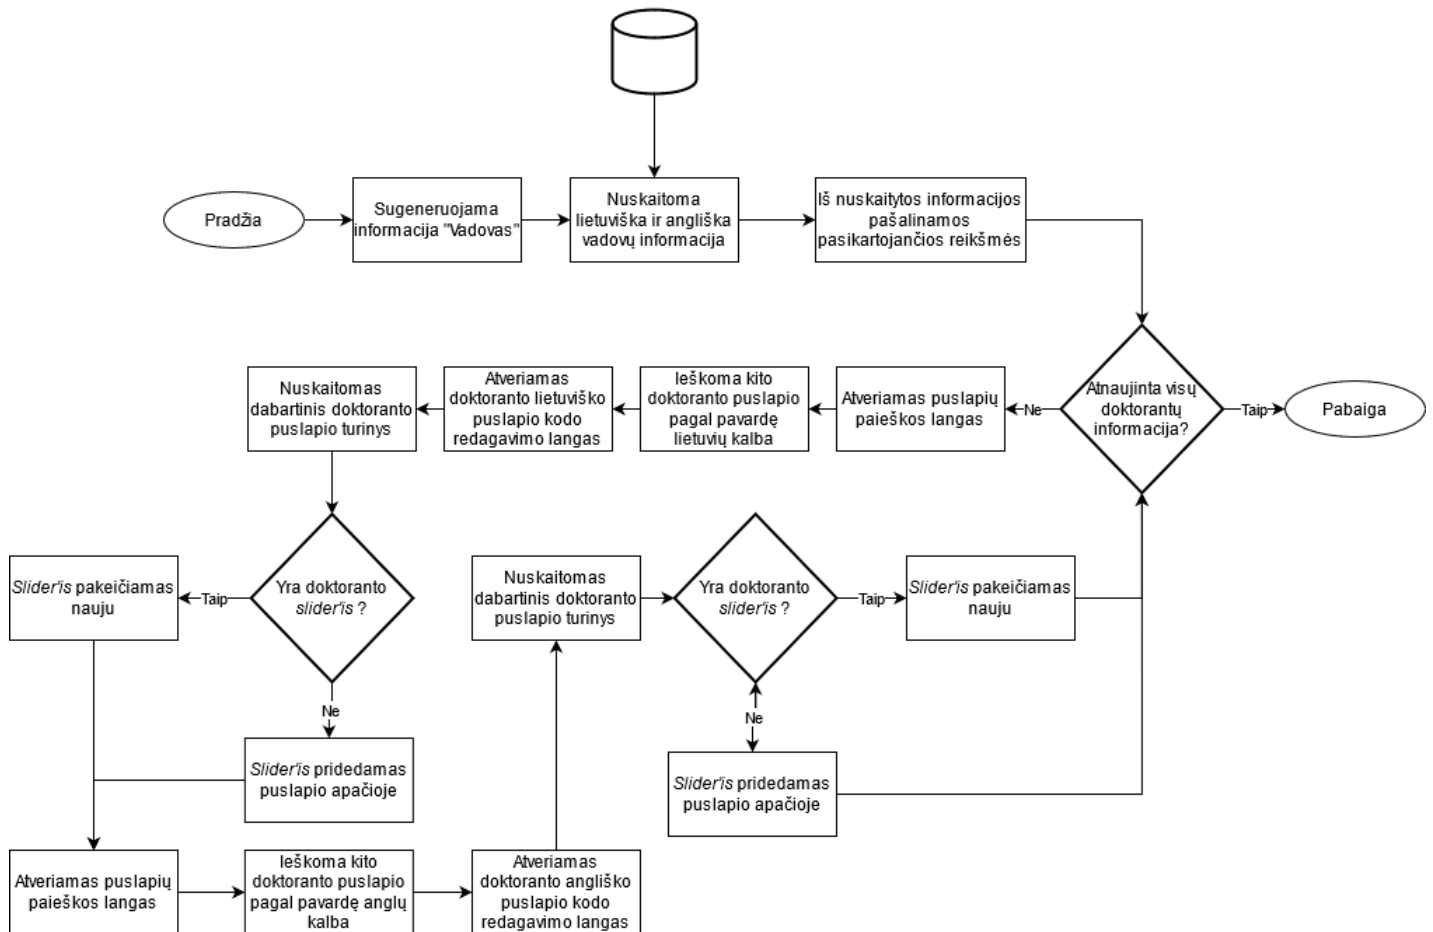 Pradžia
Sugeneruojama
informacija "Vadovas"
Nuskaitoma
lietuviška ir angliška
vadovų informacija
Iš nuskaitytos informacijos
pašalinamos
pasikartojančios reikšmės
Atnaujinta visų
doktorantų
informacija?
Taip
Pabaiga
Ne
Atveriamas puslapių
paieškos langas
Ieškoma kito
doktoranto puslapio
pagal pavardę
lietuvių kalba
Atveriamas
doktoranto lietuviško
puslapio kodo
redagavimo langas
Nuskaitomas
dabartinis doktoranto
puslapio turinys
Yra doktoranto
slider'is ?
Taip
Slider'is pakeičiamas
nauju
Ne
Slider'is pridedamas
puslapio apačioje
Atveriamas puslapių
paieškos langas
Ieškoma kito
doktoranto puslapio
pagal pavardę anglų
kalba
Atveriamas
doktoranto angliško
puslapio kodo
redagavimo langas
Nuskaitomas
dabartinis doktoranto
puslapio turinys
Yra doktoranto
slider'is ?
Taip
Slider'is pakeičiamas
nauju
Ne
Slider'is pridedamas
puslapio apačioje